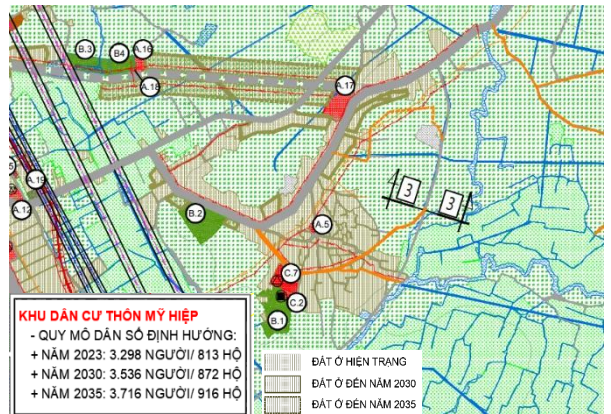 B.3
B4
A.16
A.18
A.17
A.19
A.12
B.2
A.5
3
3
C.7
C.2
B.1
KHU DÂN CƯ THÔN MỸ HIỆP
- QUY MÔ DÂN SỐ ĐỊNH HƯỚNG:
+ NĂM 2023: 3.298 NGƯỜI/ 813 HỘ
+ NĂM 2030: 3.536 NGƯỜI/ 872 HỘ
+ NĂM 2035: 3.716 NGƯỜI/ 916 HỘ
ĐẤT Ở HIỆN TRẠNG
ĐẤT Ở ĐẾN NĂM 2030
ĐẤT Ở ĐẾN NĂM 2035